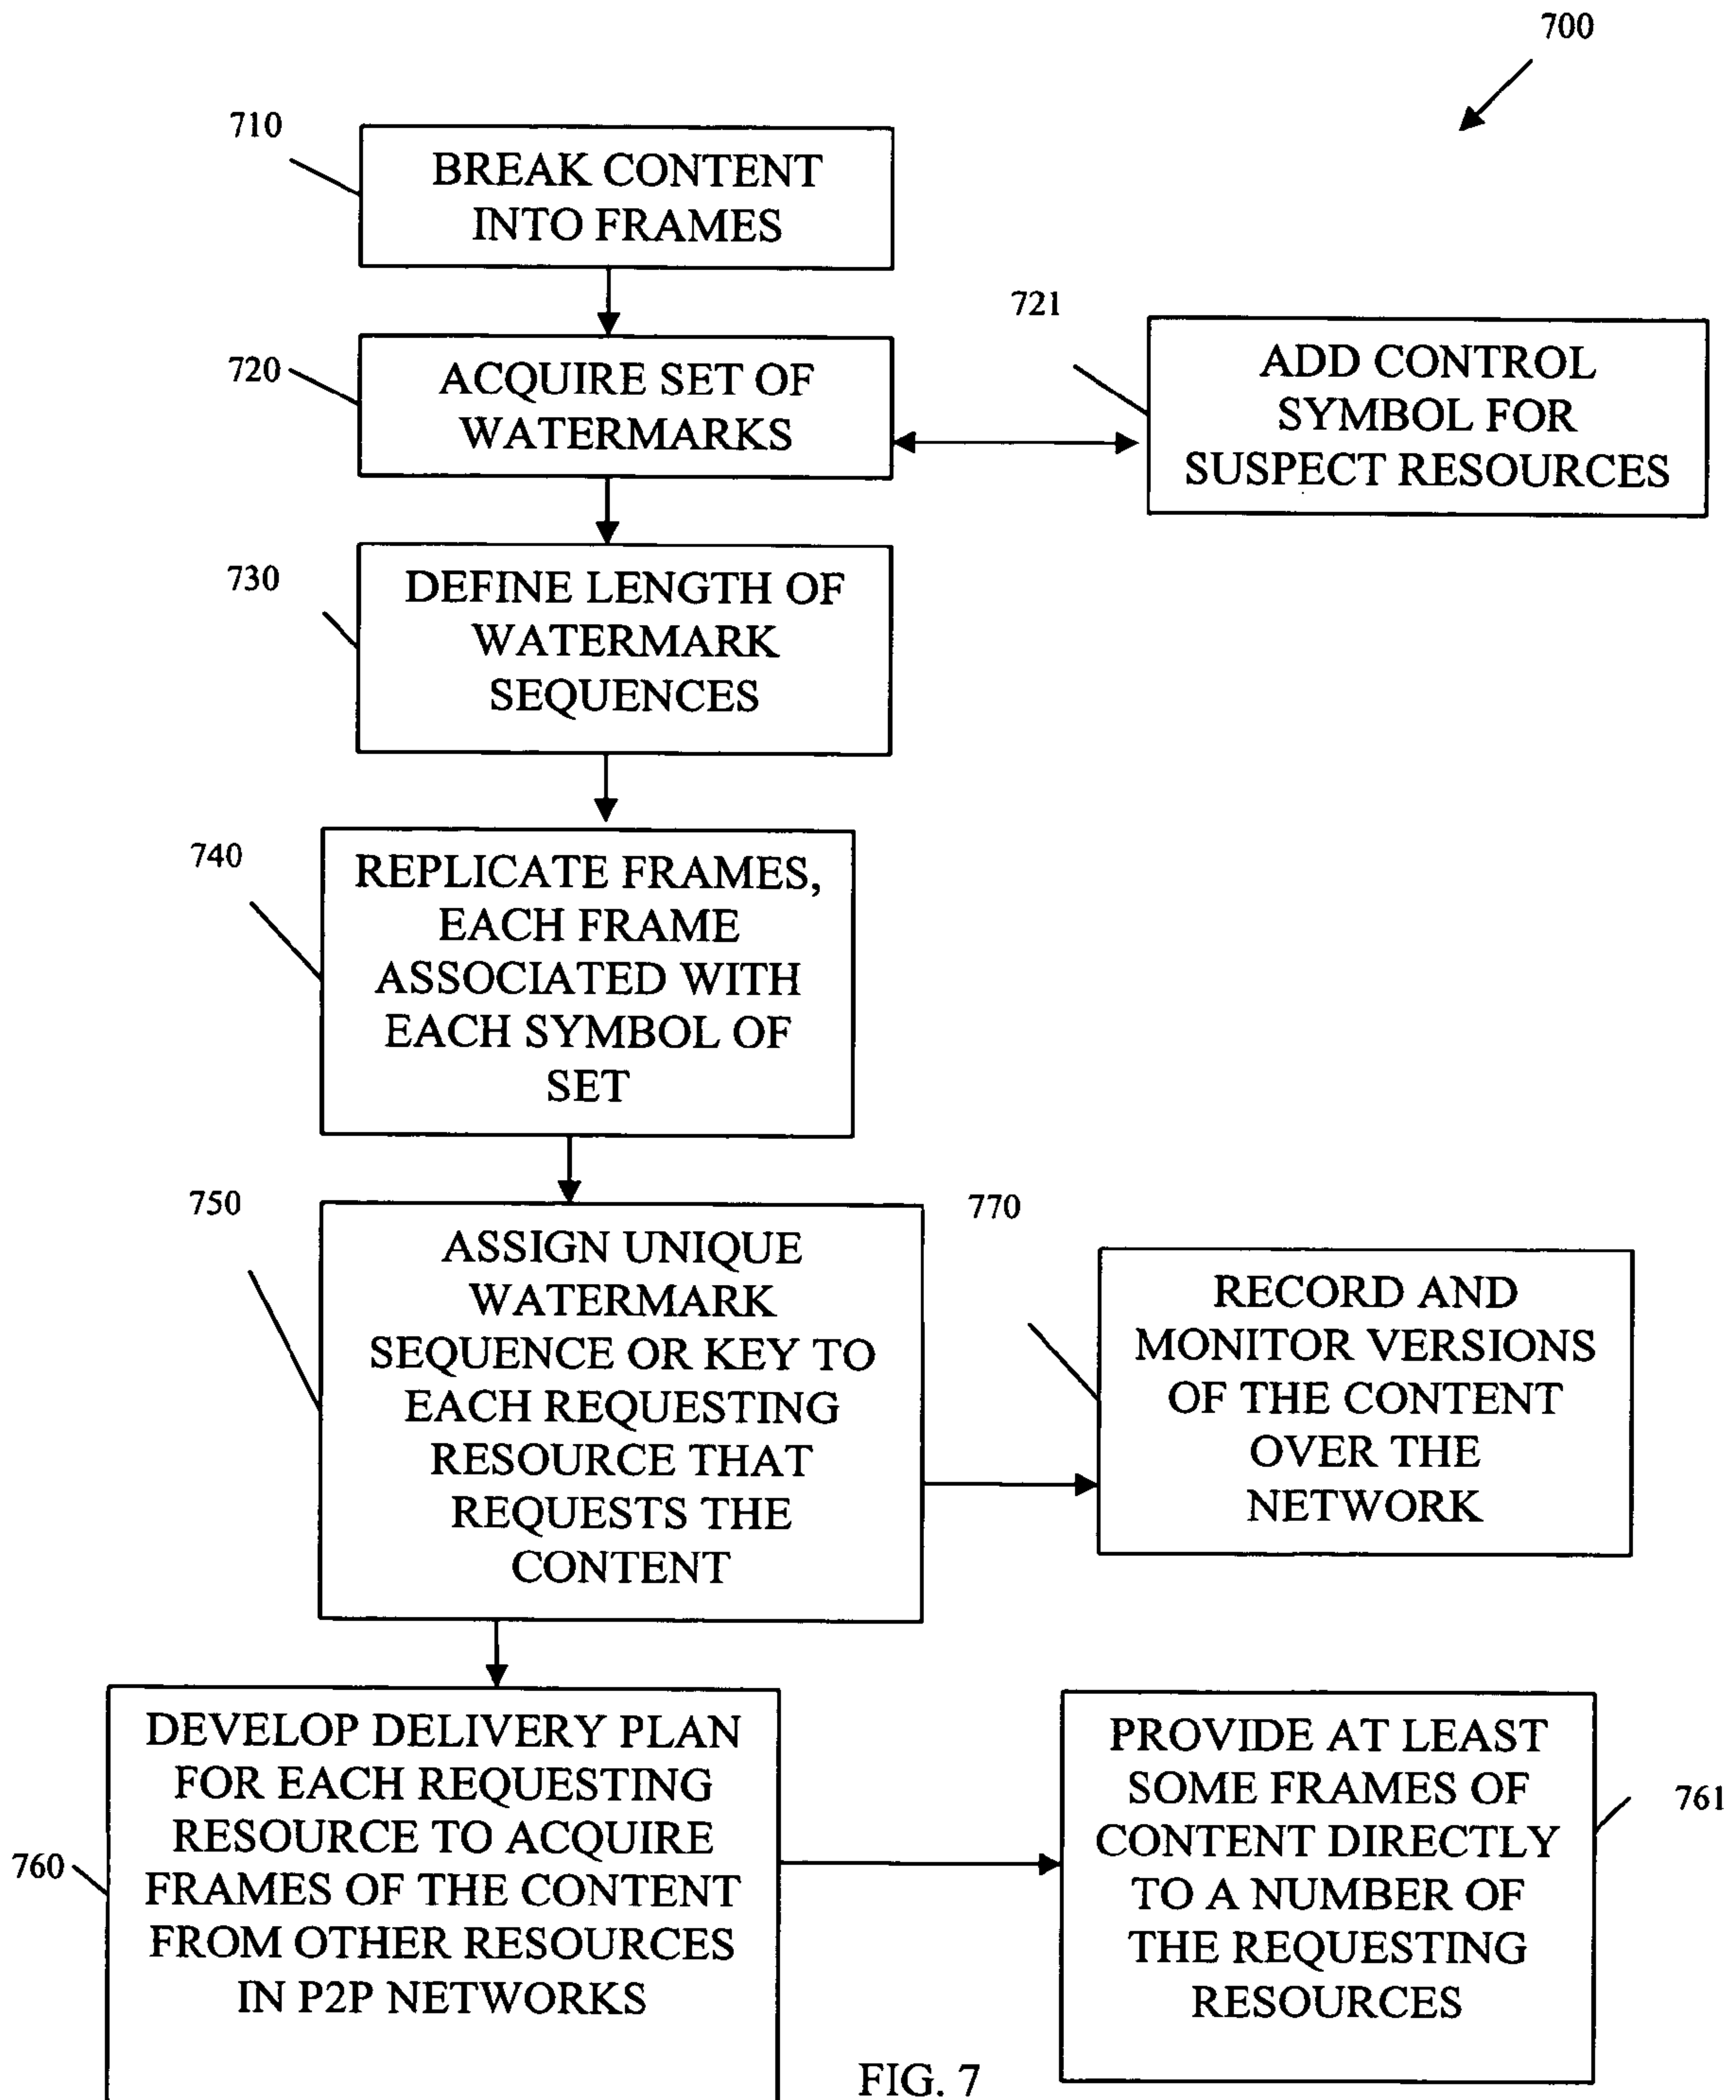 700
710
BREAK CONTENT
INTO FRAMES
720
ACQUIRE SET OF
WATERMARKS
721
ADD CONTROL
SYMBOL FOR
SUSPECT RESOURCES
730
DEFINE LENGTH OF
WATERMARK
SEQUENCES
740
REPLICATE FRAMES,
EACH FRAME
ASSOCIATED WITH
EACH SYMBOL OF
SET
750
ASSIGN UNIQUE
WATERMARK
SEQUENCE OR KEY TO
EACH REQUESTING
RESOURCE THAT
REQUESTS THE
CONTENT
770
RECORD AND
MONITOR VERSIONS
OF THE CONTENT
OVER THE
NETWORK
760
DEVELOP DELIVERY PLAN
FOR EACH REQUESTING
RESOURCE TO ACQUIRE
FRAMES OF THE CONTENT
FROM OTHER RESOURCES
IN P2P NETWORKS
PROVIDE AT LEAST
SOME FRAMES OF
CONTENT DIRECTLY
TO A NUMBER OF
THE REQUESTING
RESOURCES
761
FIG. 7